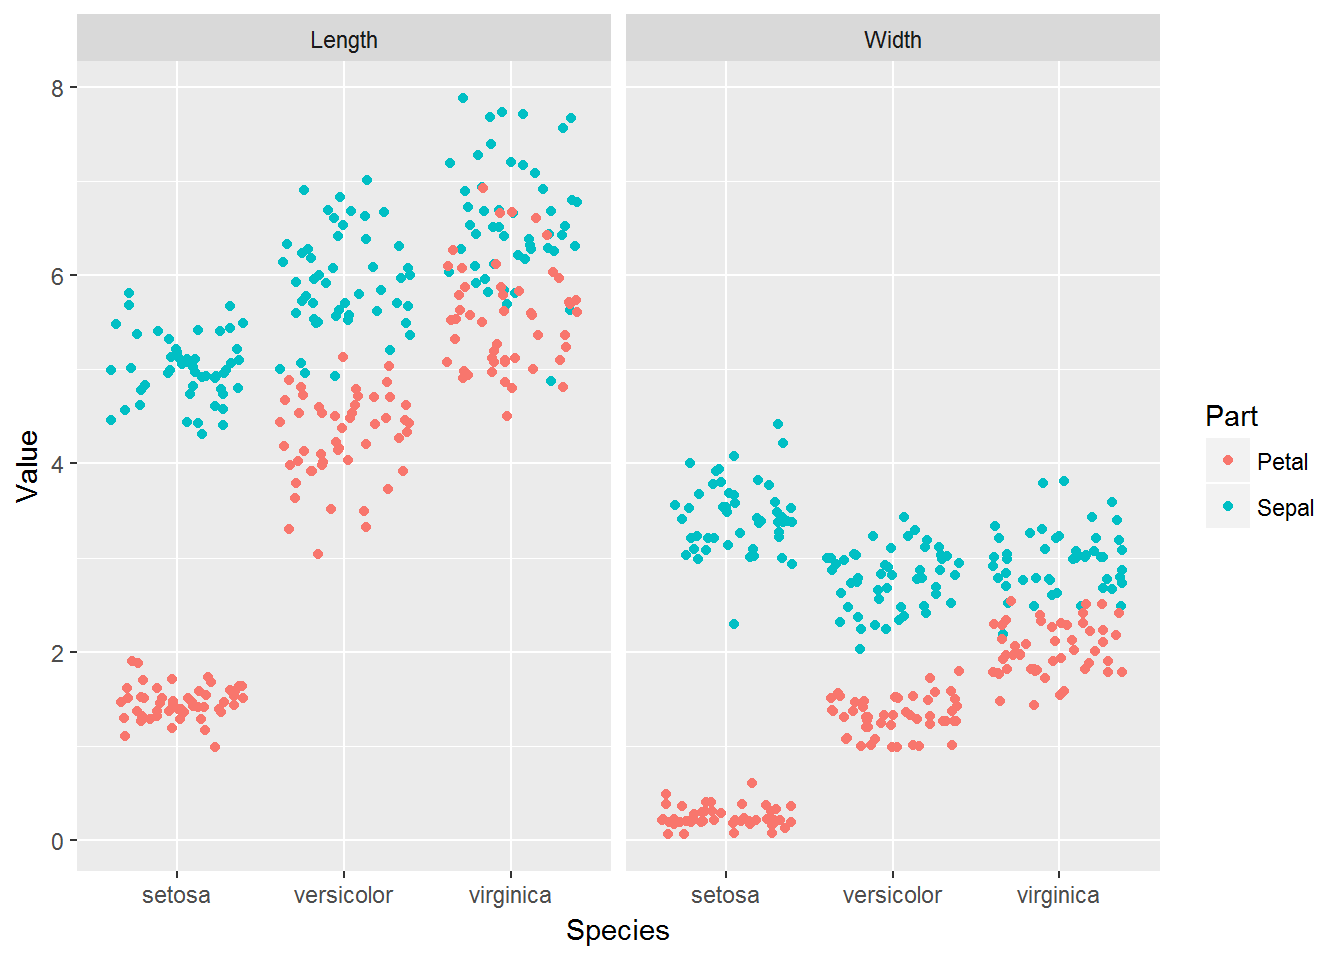 Length
Width
8
6
4
2
0
Value
setosa
versicolor
virginica
setosa
versicolor
virginica
Species
Part
Petal
Sepal